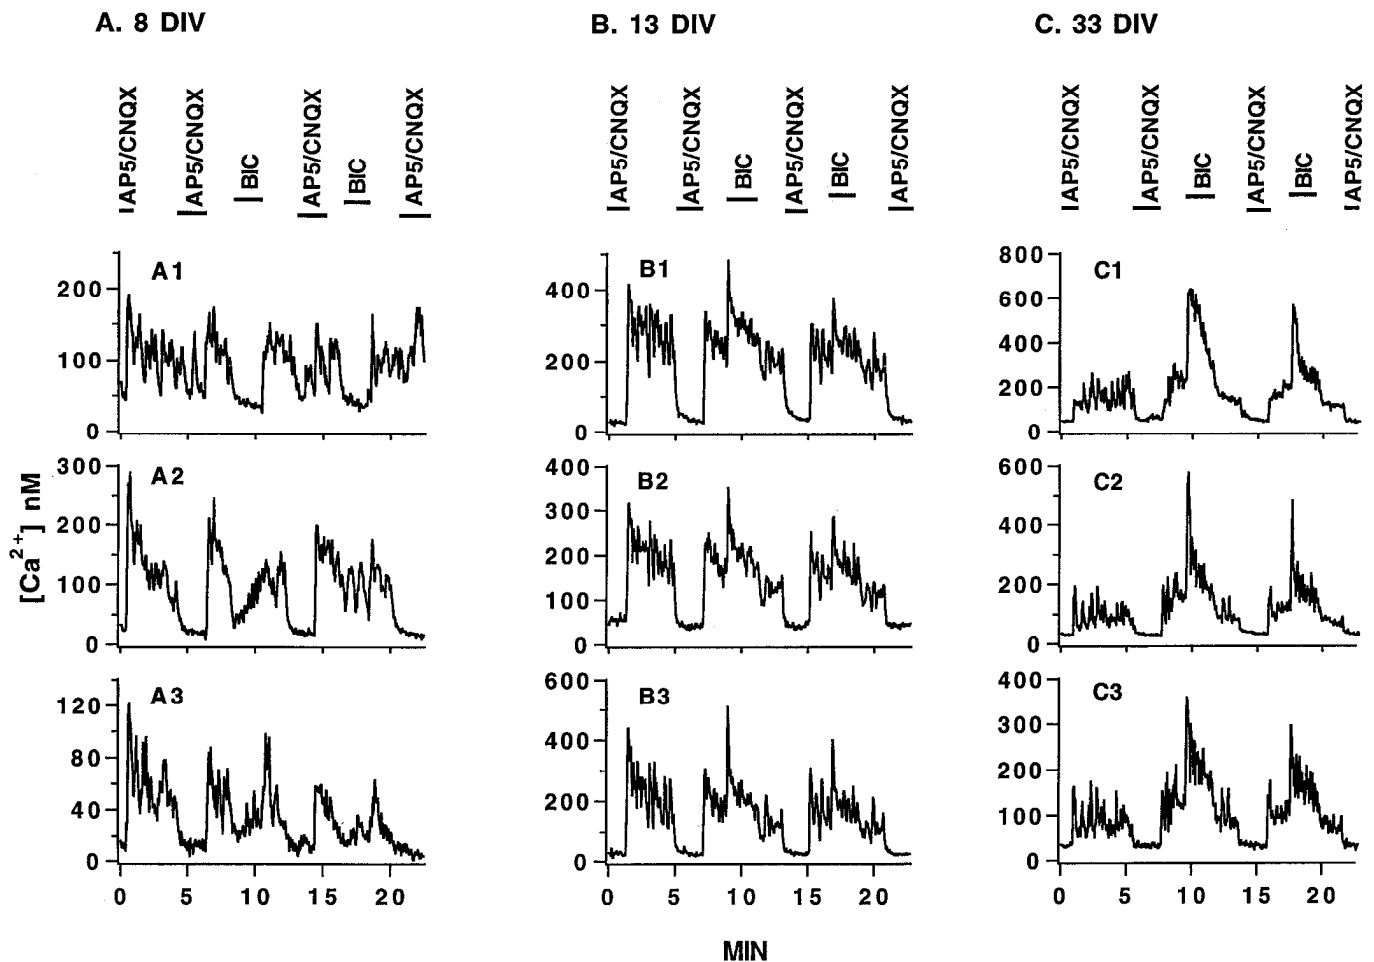 A. 8 DIV
B. 13 DIV
C. 33 DIV
AP5/CNQX
AP5/CNQX
BIC
AP5/CNQX
BIC
AP5/CNQX
AP5/CNQX
AP5/CNQX
BIC
AP5/CNQX
BIC
AP5/CNQX
AP5/CNQX
AP5/CNQX
BIC
AP5/CNQX
BIC
AP5/CNQX
[Ca2+] nM
A1
200
100
0
B1
400
200
0
C1
800
600
400
200
0
A2
300
200
100
0
B2
400
300
200
100
0
C2
600
400
200
0
A3
120
80
40
0
B3
600
400
200
0
C3
400
300
200
100
0
0 5 10 15 20
0 5 10 15 20
0 5 10 15 20
MIN